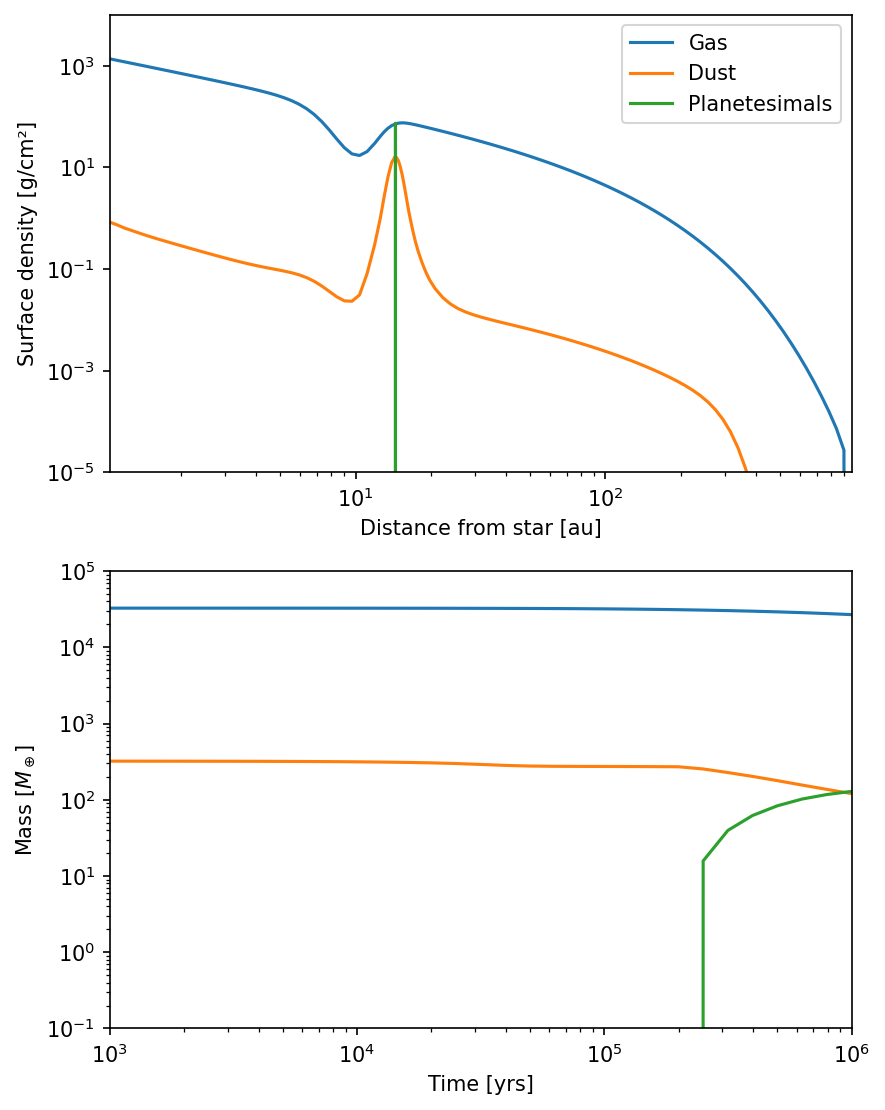 Gas
Dust
Planetesimals
10³
10¹
10⁻¹
10⁻³
10⁻⁵
Surface density [g/cm²]
10¹ 10²
Distance from star [au]
10⁵
10⁴
10³
10²
10¹
10⁰
10⁻¹
Mass [M⊕]
10³ 10⁴ 10⁵ 10⁶
Time [yrs]